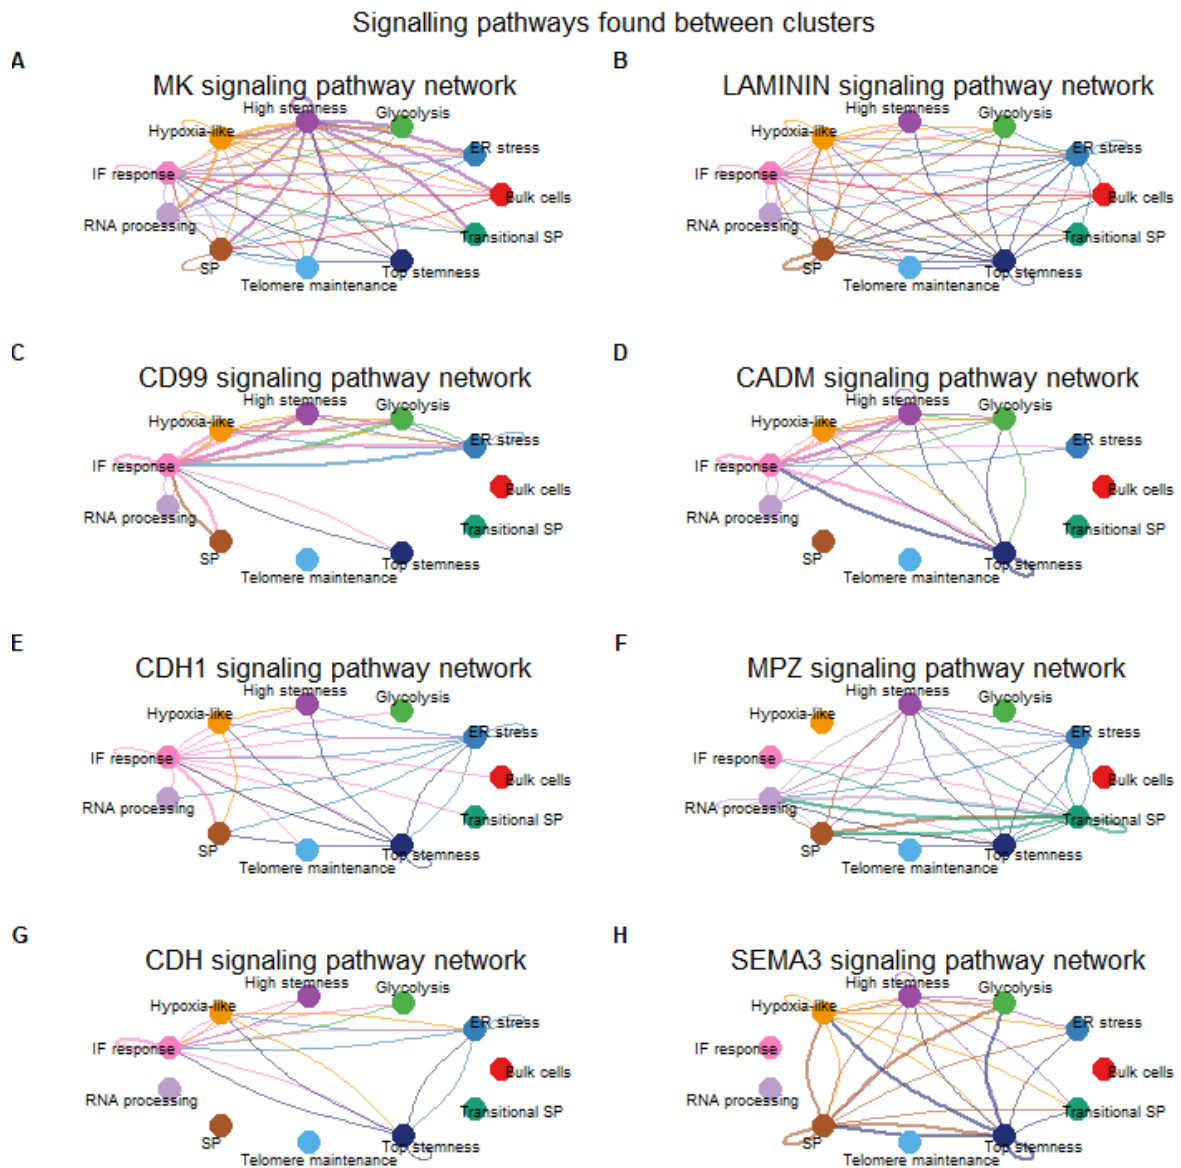 Signalling pathways found between clusters
A
MK signaling pathway network
High stemness
Glycolysis
Hypoxia-like
ER stress
IF response
Bulk cells
RNA processing
Transitional SP
SP
Top stemness
Telomere maintenance
B
LAMININ signaling pathway network
High stemness
Glycolysis
Hypoxia-like
ER stress
IF response
Bulk cells
RNA processing
Transitional SP
SP
Top stemness
Telomere maintenance
C
CD99 signaling pathway network
High stemness
Glycolysis
Hypoxia-like
ER stress
IF response
Bulk cells
RNA processing
Transitional SP
SP
Top stemness
Telomere maintenance
D
CADM signaling pathway network
High stemness
Glycolysis
Hypoxia-like
ER stress
IF response
Bulk cells
RNA processing
Transitional SP
SP
Top stemness
Telomere maintenance
E
CDH1 signaling pathway network
High stemness
Glycolysis
Hypoxia-like
ER stress
IF response
Bulk cells
RNA processing
Transitional SP
SP
Top stemness
Telomere maintenance
F
MPZ signaling pathway network
High stemness
Glycolysis
Hypoxia-like
ER stress
IF response
Bulk cells
RNA processing
Transitional SP
SP
Top stemness
Telomere maintenance
G
CDH signaling pathway network
High stemness
Glycolysis
Hypoxia-like
ER stress
IF response
Bulk cells
RNA processing
Transitional SP
SP
Top stemness
Telomere maintenance
H
SEMA3 signaling pathway network
High stemness
Glycolysis
Hypoxia-like
ER stress
IF response
Bulk cells
RNA processing
Transitional SP
SP
Top stemness
Telomere maintenance